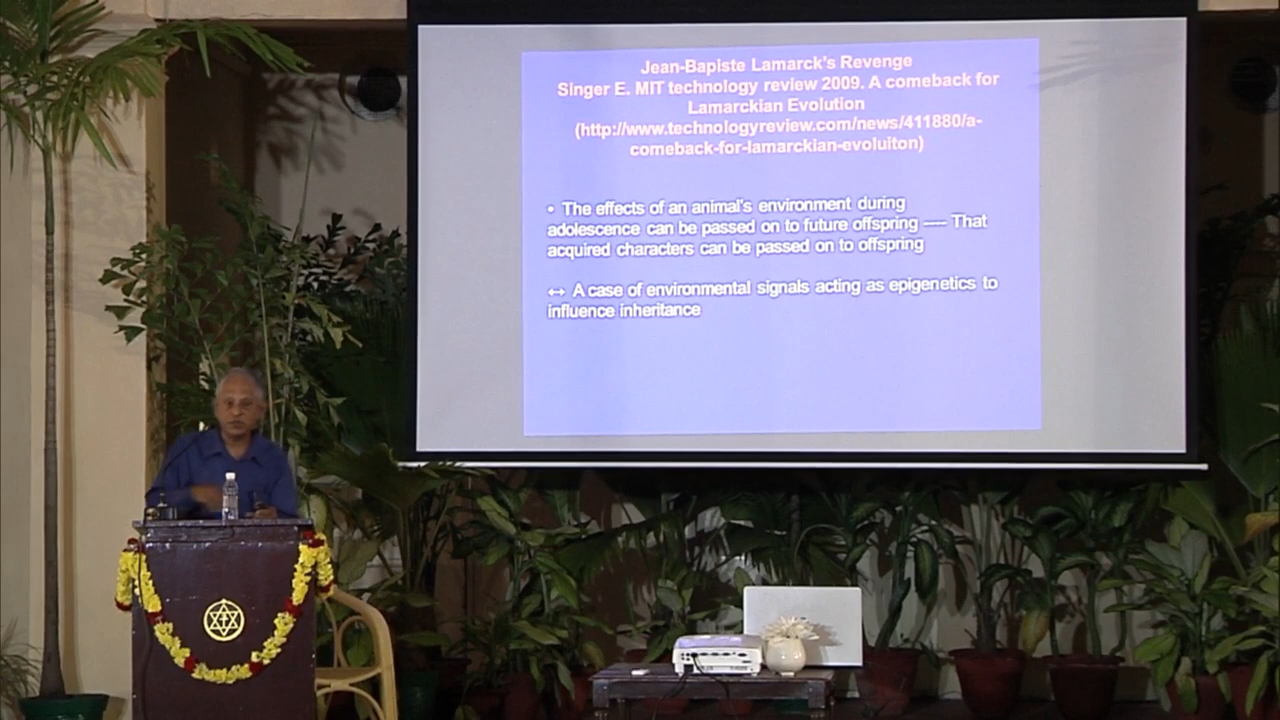 Jean-Bapiste Lamarck's Revenge
Singer E. MIT technology review 2009. A comeback for
Lamarckian Evolution
(http://www.technologyreview.com/news/411880/a-
comeback-for-lamarckian-evoluiton)
• The effects of an animal's environment during
adolescence can be passed on to future offspring ---- That
acquired characters can be passed on to offspring
↔ A case of environmental signals acting as epigenetics to
influence inheritance